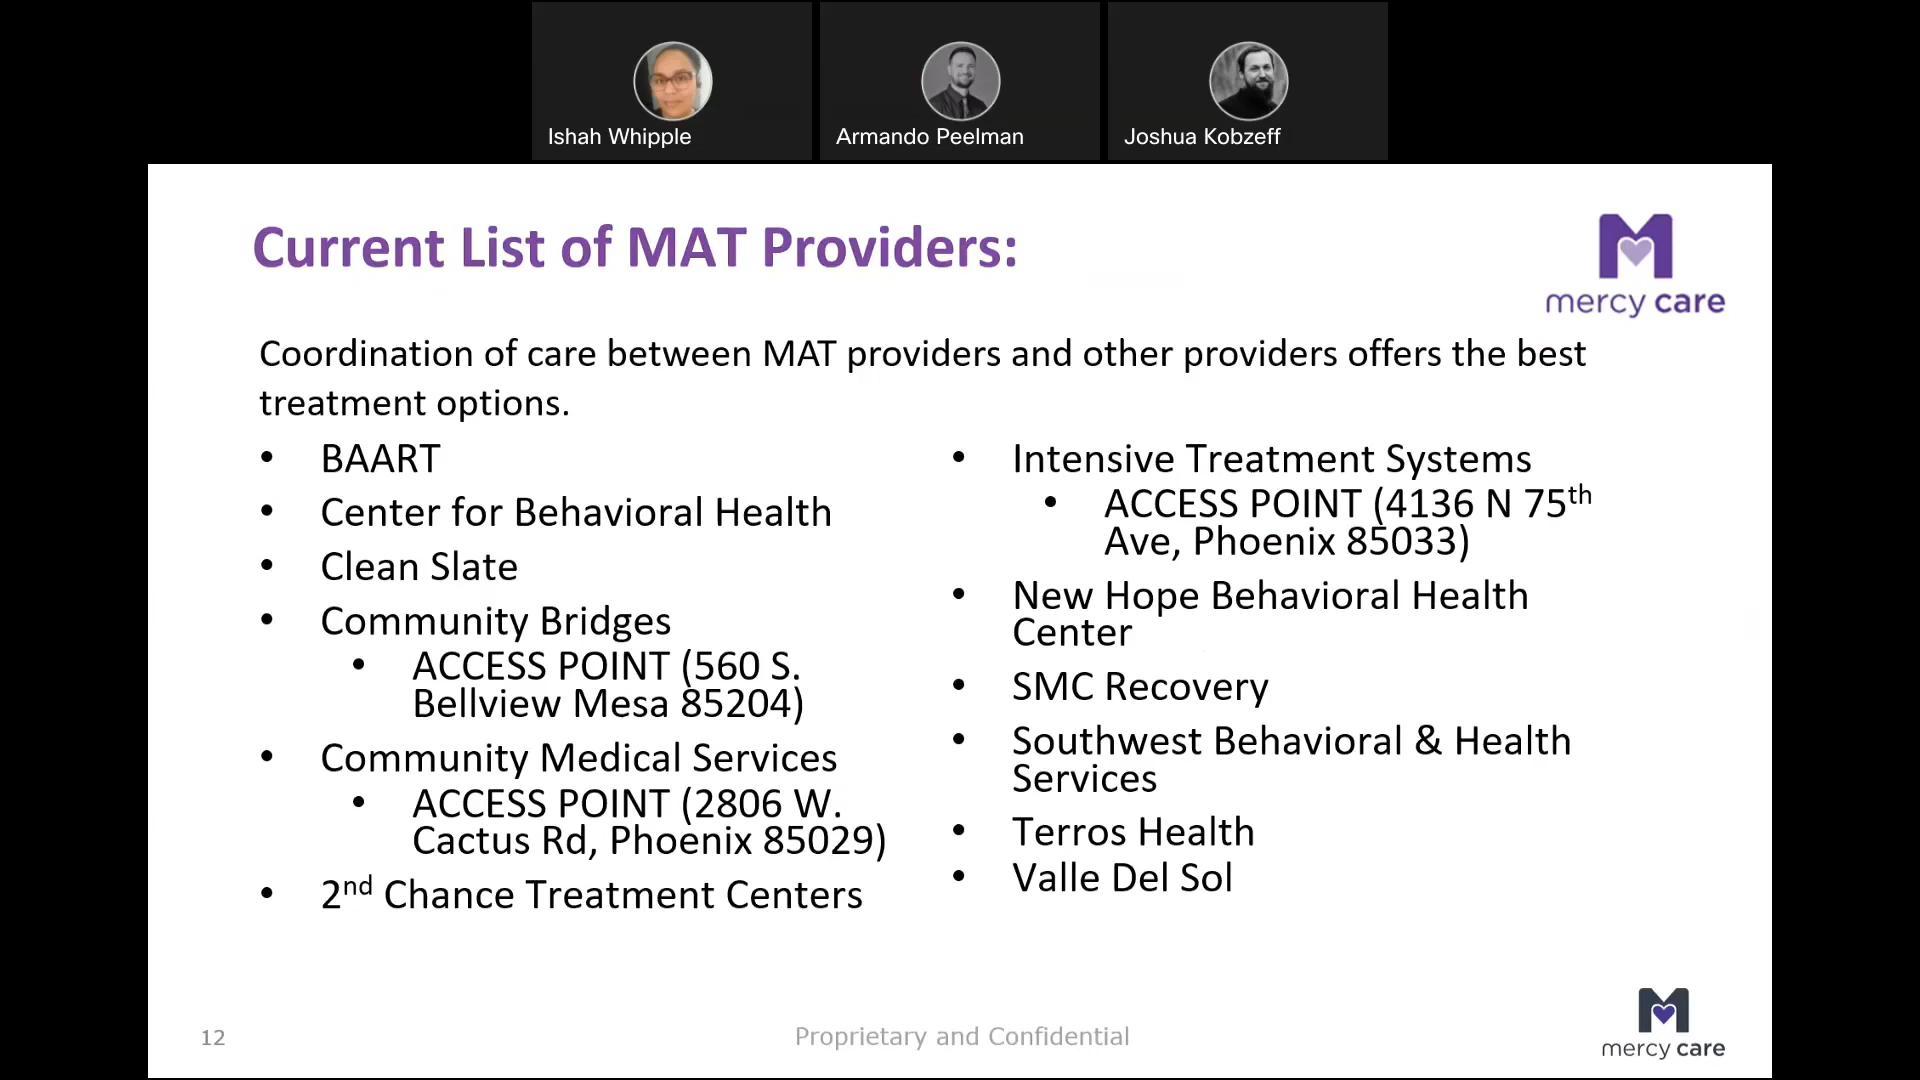 Ishah Whipple
Armando Peelman
Joshua Kobzeff
Current List of MAT Providers:
mercy care
Coordination of care between MAT providers and other providers offers the best
treatment options.
• BAART
• Center for Behavioral Health
• Clean Slate
• Community Bridges
• ACCESS POINT (560 S.
Bellview Mesa 85204)
• Community Medical Services
• ACCESS POINT (2806 W.
Cactus Rd, Phoenix 85029)
• 2nd Chance Treatment Centers
• Intensive Treatment Systems
• ACCESS POINT (4136 N 75th
Ave, Phoenix 85033)
• New Hope Behavioral Health
Center
• SMC Recovery
• Southwest Behavioral & Health
Services
• Terros Health
• Valle Del Sol
12
Proprietary and Confidential
mercy care